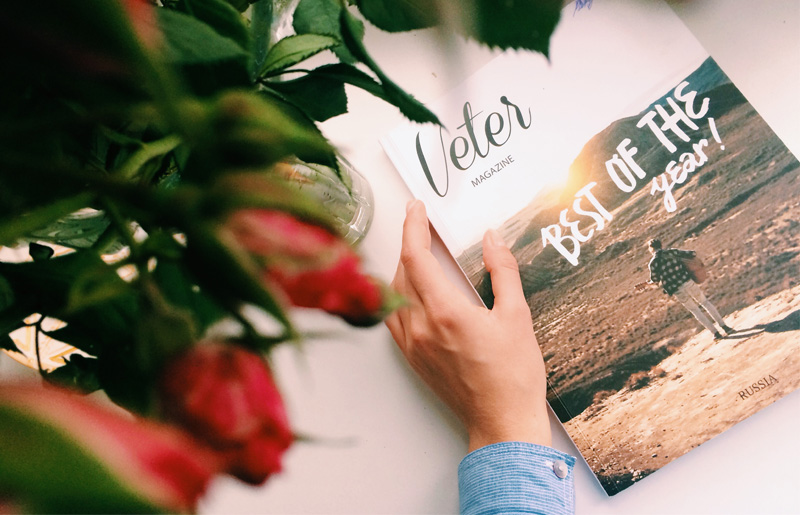 Veter
MAGAZINE
BEST OF THE
year!
RUSSIA